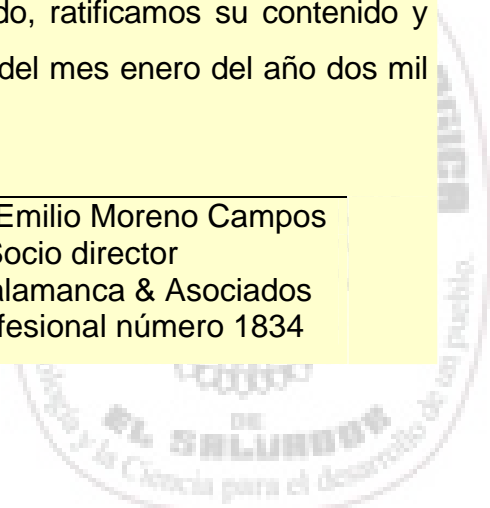 do, ratificamos su contenido y
del mes enero del año dos mil
Emilio Moreno Campos
Socio director
alamanca & Asociados
fesional número 1834
DE
EL SALVADOR
ología y la Ciencia para el desarrollo de un pueblo.